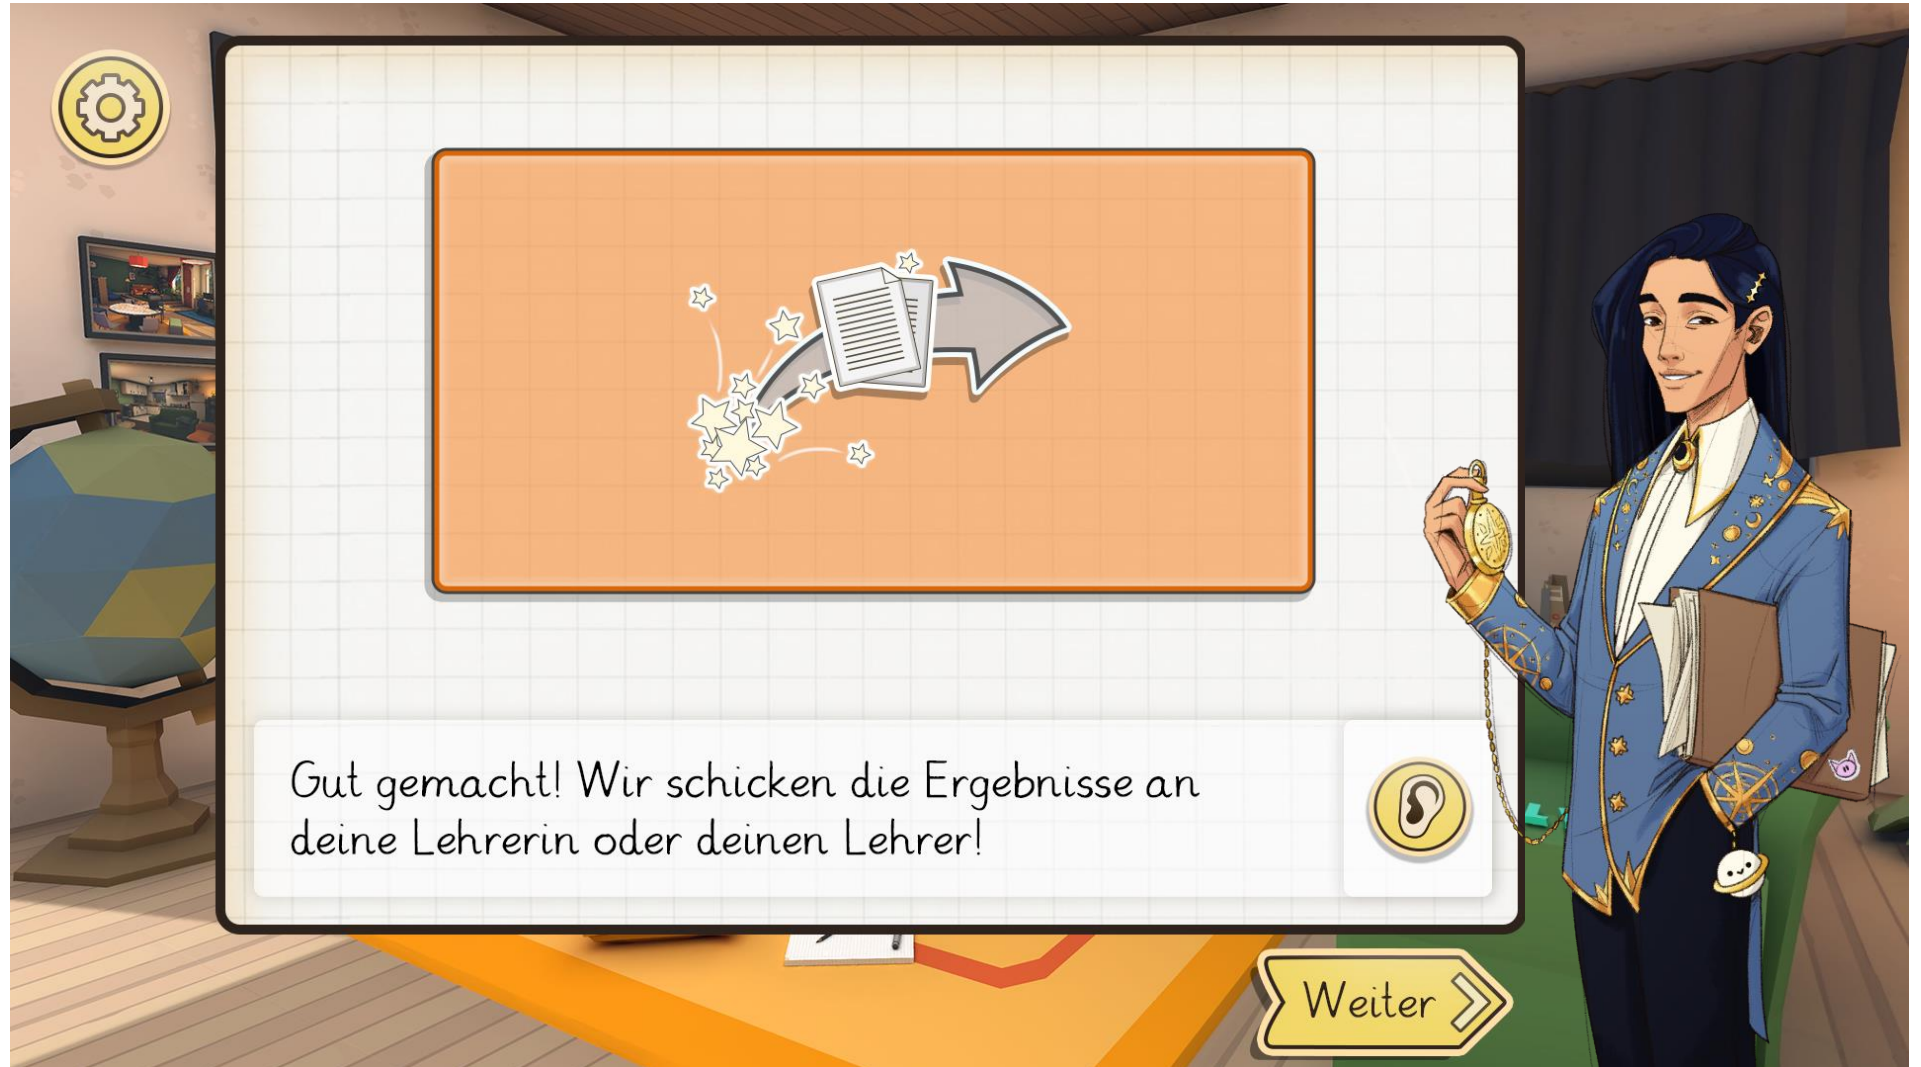 Gut gemacht! Wir schicken die Ergebnisse an
deine Lehrerin oder deinen Lehrer!
Weiter